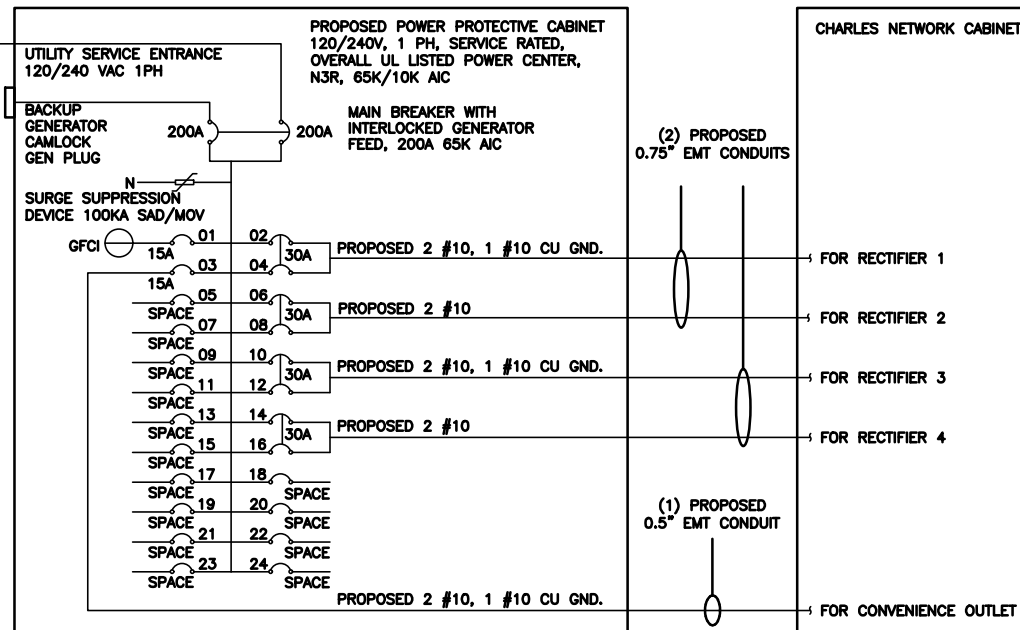 PROPOSED POWER PROTECTIVE CABINET
120/240V, 1 PH, SERVICE RATED,
OVERALL UL LISTED POWER CENTER,
N3R, 65K/10K AIC
CHARLES NETWORK CABINET
UTILITY SERVICE ENTRANCE
120/240 VAC 1PH
BACKUP
GENERATOR
CAMLOCK
GEN PLUG
200A
200A
MAIN BREAKER WITH
INTERLOCKED GENERATOR
FEED, 200A 65K AIC
(2) PROPOSED
0.75" EMT CONDUITS
N
SURGE SUPPRESSION
DEVICE 100KA SAD/MOV
GFCI
15A
01
02
30A
PROPOSED 2 #10, 1 #10 CU GND.
FOR RECTIFIER 1
15A
03
04
SPACE
05
06
30A
PROPOSED 2 #10
FOR RECTIFIER 2
SPACE
07
08
SPACE
09
10
30A
PROPOSED 2 #10, 1 #10 CU GND.
FOR RECTIFIER 3
SPACE
11
12
SPACE
13
14
30A
PROPOSED 2 #10
FOR RECTIFIER 4
SPACE
15
16
SPACE
17
18
SPACE
SPACE
19
20
SPACE
SPACE
21
22
SPACE
SPACE
23
24
SPACE
(1) PROPOSED
0.5" EMT CONDUIT
PROPOSED 2 #10, 1 #10 CU GND.
FOR CONVENIENCE OUTLET